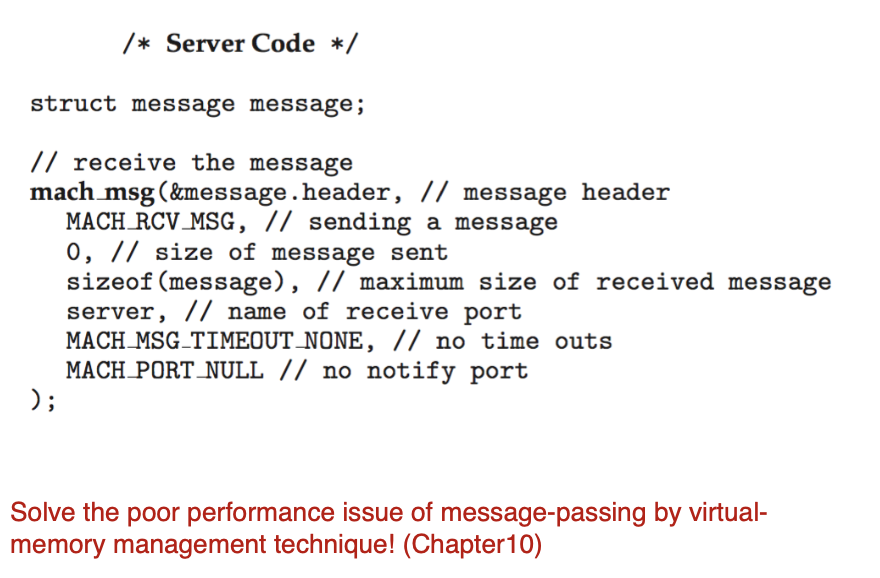 /* Server Code */
struct message message;
// receive the message
mach_msg(&message.header, // message header
MACH_RCV_MSG, // sending a message
0, // size of message sent
sizeof(message), // maximum size of received message
server, // name of receive port
MACH_MSG_TIMEOUT_NONE, // no time outs
MACH_PORT_NULL // no notify port
);
Solve the poor performance issue of message-passing by virtual-
memory management technique! (Chapter10)